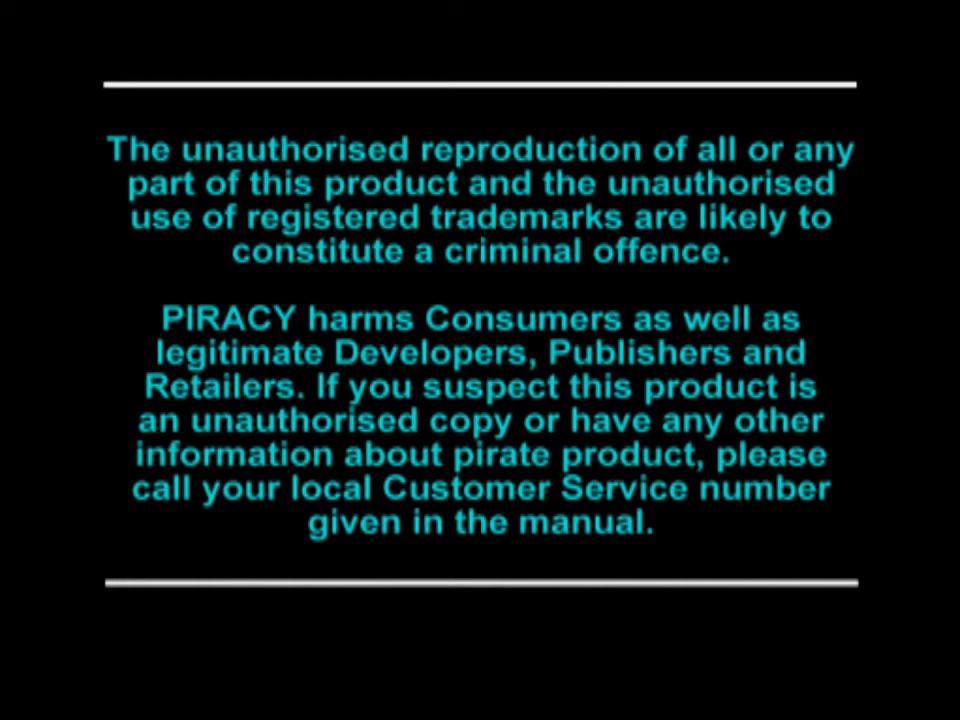 The unauthorised reproduction of all or any
part of this product and the unauthorised
use of registered trademarks are likely to
constitute a criminal offence.
PIRACY harms Consumers as well as
legitimate Developers, Publishers and
Retailers. If you suspect this product is
an unauthorised copy or have any other
information about pirate product, please
call your local Customer Service number
given in the manual.